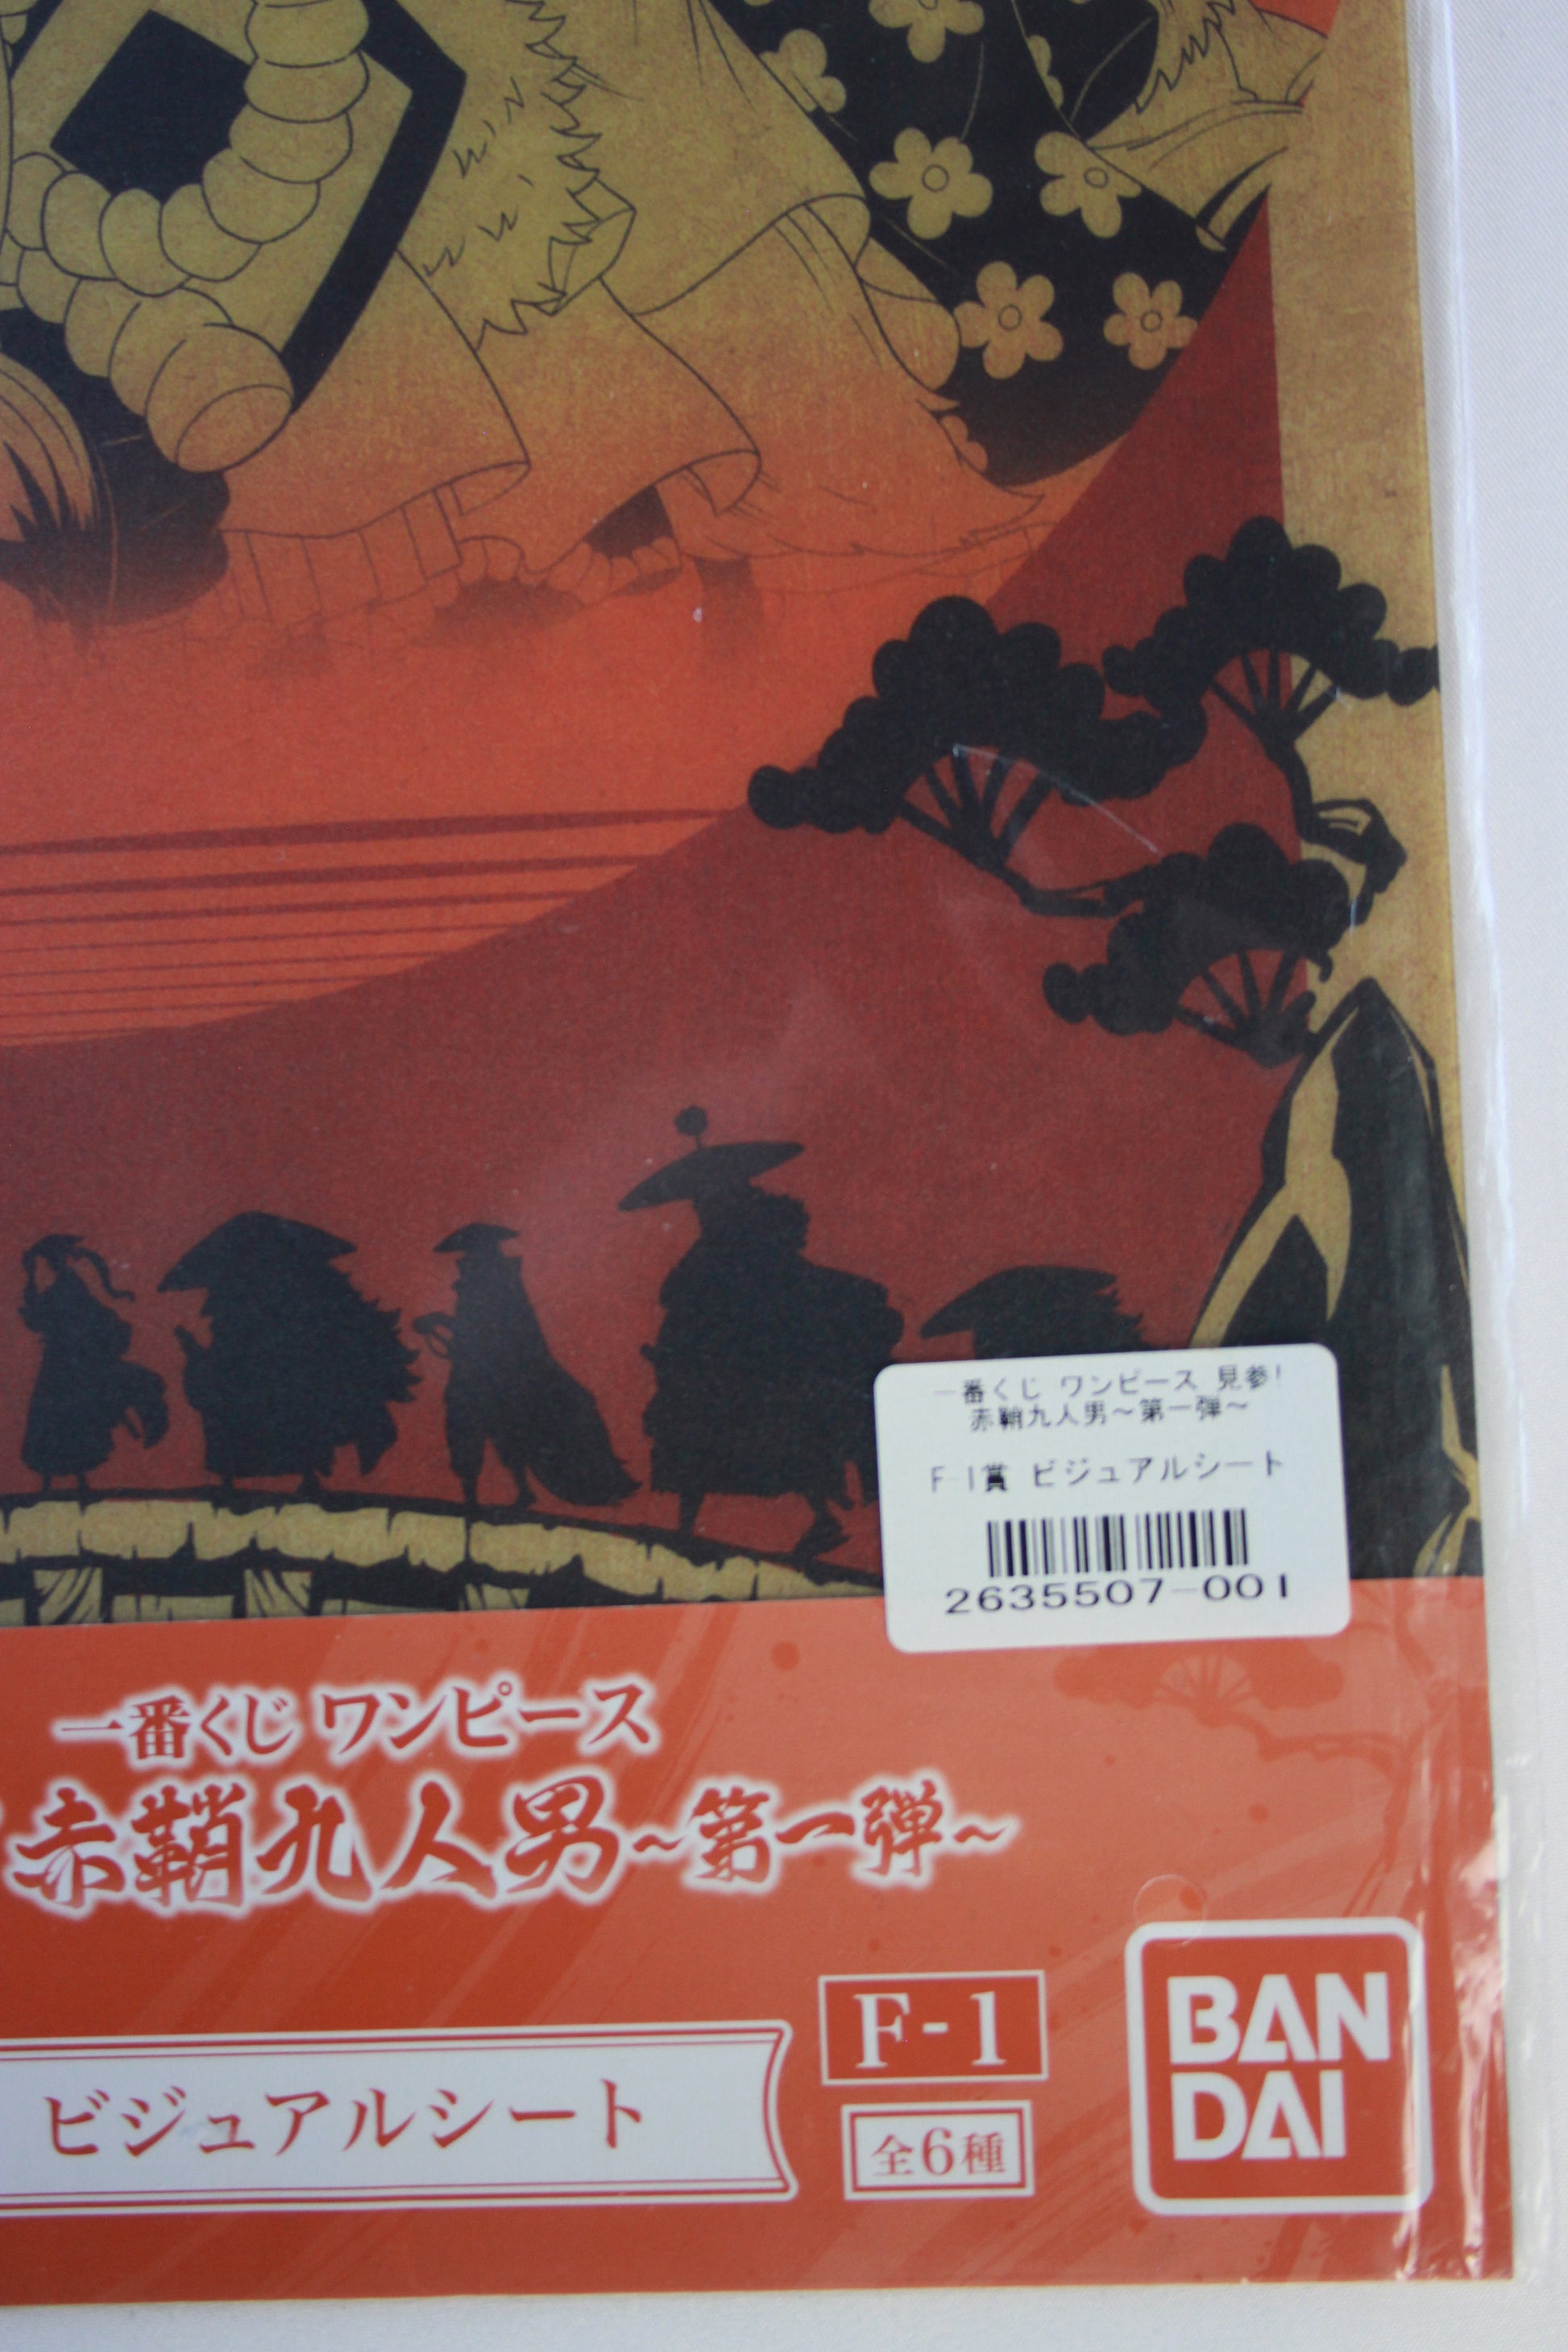 一番くじ ワンピース 見参!
赤鞘九人男～第一弾～
F-1賞 ビジュアルシート
2635507-001
一番くじ ワンピース
赤鞘九人男～第一弾～
ビジュアルシート
F-1
全6種
BAN
DAI